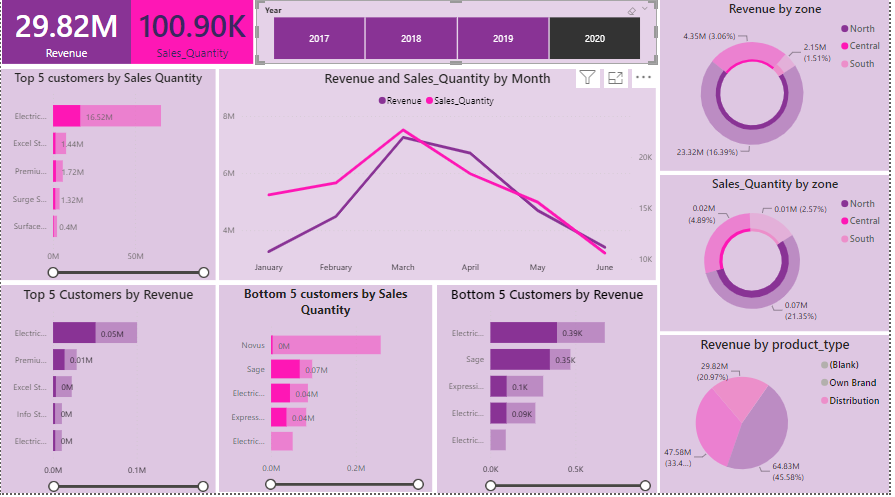 29.82M
Revenue
100.90K
Sales_Quantity
Year
2017
2018
2019
2020
Top 5 customers by Sales Quantity
Electric...
16.52M
Excel St...
1.44M
Premiu...
1.72M
Surge S...
1.32M
Surface...
0.4M
0M
50M
Revenue and Sales_Quantity by Month
Revenue
Sales_Quantity
8M
6M
4M
20K
15K
10K
January
February
March
April
May
June
Revenue by zone
4.35M (3.06%)
2.15M
(1.51%)
23.32M (16.39%)
North
Central
South
Sales_Quantity by zone
0.02M
(4.89%)
0.01M (2.57%)
0.07M
(21.35%)
North
Central
South
Top 5 Customers by Revenue
Electric...
0.05M
Premiu...
0.01M
Excel St...
0M
Info St...
0M
Electric...
0M
0.0M
0.1M
Bottom 5 customers by Sales
Quantity
Novus
0M
Sage
0.07M
Electric...
0.04M
Express...
0.04M
Electric...
0.0M
0.2M
Bottom 5 Customers by Revenue
Electric...
0.39K
Sage
0.35K
Expressi...
0.1K
Electric...
0.09K
Electric...
0.0K
0.5K
Revenue by product_type
29.82M
(20.97%)
47.58M
(33.4...)
64.83M
(45.58%)
(Blank)
Own Brand
Distribution